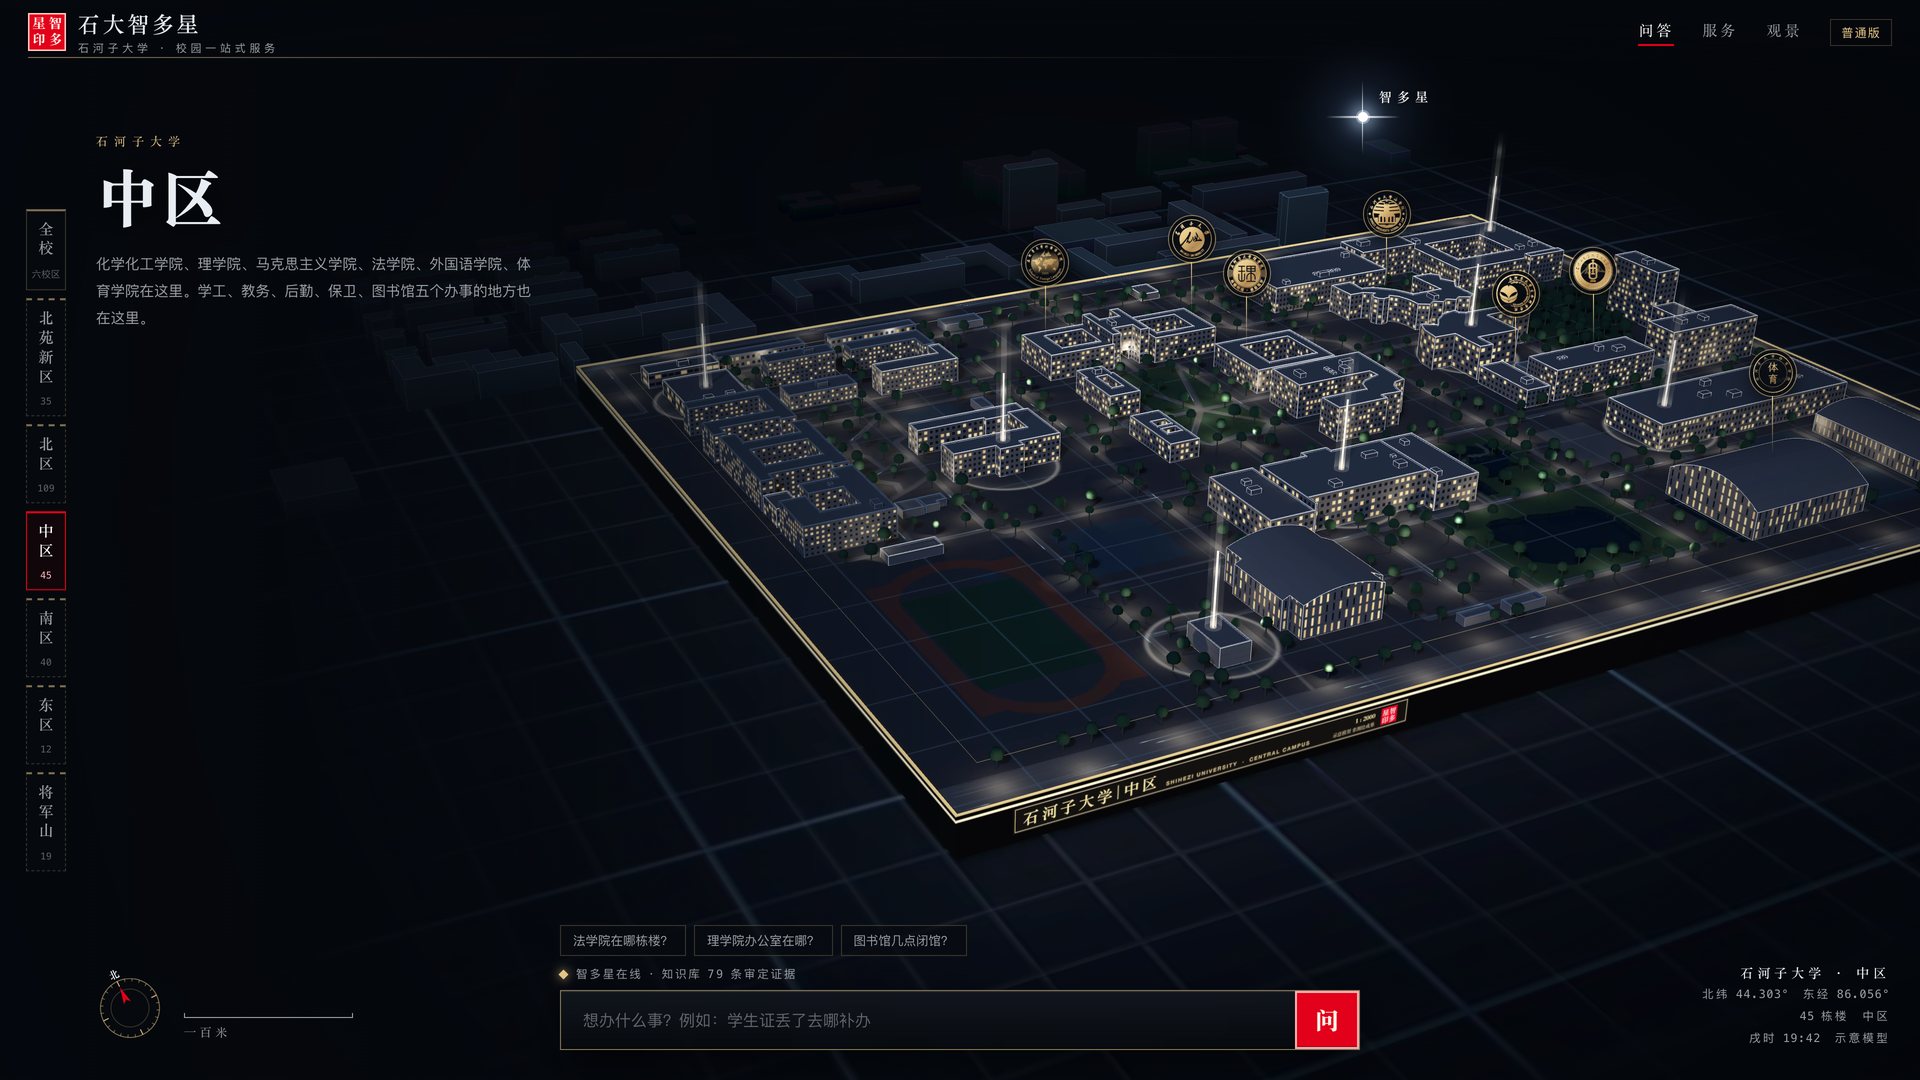 星智
印多
石大智多星
石河子大学 · 校园一站式服务
问答
服务
观景
普通版
智多星
石河子大学
中区
化学化工学院、理学院、马克思主义学院、法学院、外国语学院、体
育学院在这里。学工、教务、后勤、保卫、图书馆五个办事的地方也
在这里。
全校
六校区
北苑新区
35
北区
109
中区
45
南区
40
东区
12
将军山
19
体育
1:2000
星智
印多
石河子大学|中区
SHIHEZI UNIVERSITY · CENTRAL CAMPUS
法学院在哪栋楼?
理学院办公室在哪?
图书馆几点闭馆?
智多星在线 · 知识库 79 条审定证据
想办什么事? 例如: 学生证丢了去哪补办
问
北
一百米
石河子大学 · 中区
北纬 44.303° 东经 86.056°
45 栋楼 中区
戌时 19:42 示意模型